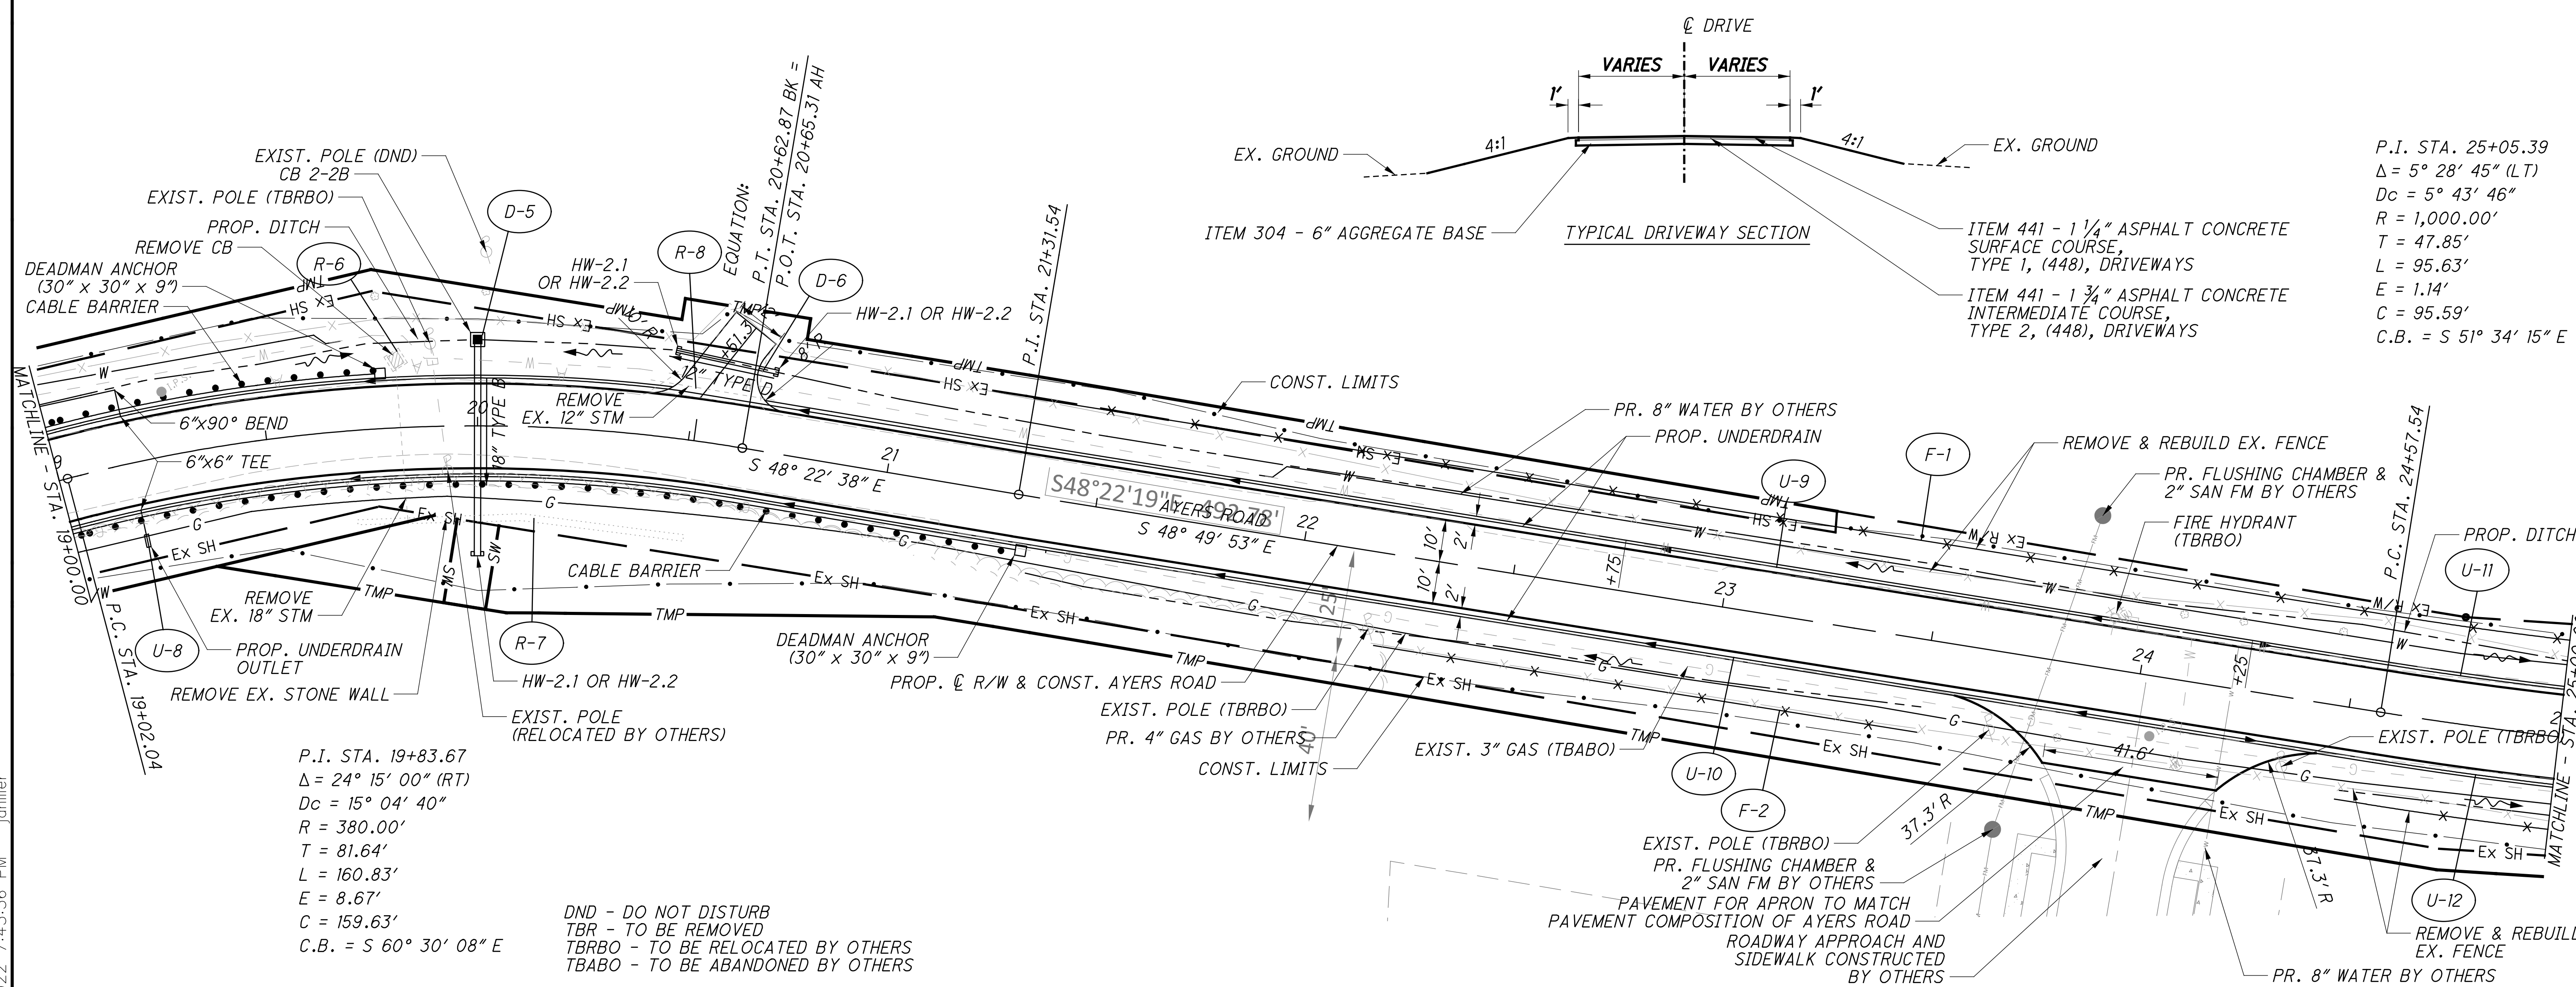 ℄ DRIVE
VARIES VARIES
1' 1'
4:1 4:1
EX. GROUND
EX. GROUND
ITEM 304 - 6" AGGREGATE BASE
TYPICAL DRIVEWAY SECTION
ITEM 441 - 1 1/4" ASPHALT CONCRETE
SURFACE COURSE,
TYPE 1, (448), DRIVEWAYS
ITEM 441 - 1 3/4" ASPHALT CONCRETE
INTERMEDIATE COURSE,
TYPE 2, (448), DRIVEWAYS
P.I. STA. 25+05.39
Δ = 5° 28' 45" (LT)
Dc = 5° 43' 46"
R = 1,000.00'
T = 47.85'
L = 95.63'
E = 1.14'
C = 95.59'
C.B. = S 51° 34' 15" E
EXIST. POLE (DND)
CB 2-2B
EXIST. POLE (TBRBO)
PROP. DITCH
REMOVE CB
DEADMAN ANCHOR
(30" x 30" x 9")
CABLE BARRIER
R-6
D-5
R-8
D-6
HW-2.1
OR HW-2.2
EQUATION:
P.T. STA. 20+62.87 BK =
P.O.T. STA. 20+65.31 AH
HW-2.1 OR HW-2.2
P.I. STA. 21+31.54
8' R
12" TYPE D
18" TYPE B
REMOVE
EX. 12" STM
6"x90° BEND
6"x6" TEE
MATCHLINE - STA. 19+00.00
P.C. STA. 19+02.04
20
21
22
23
24
S 48° 22' 38" E
S48°22'19"E 492.78'
AYERS ROAD
S 48° 49' 53" E
CONST. LIMITS
PR. 8" WATER BY OTHERS
PROP. UNDERDRAIN
U-9
F-1
REMOVE & REBUILD EX. FENCE
PR. FLUSHING CHAMBER &
2" SAN FM BY OTHERS
FIRE HYDRANT
(TBRBO)
P.C. STA. 24+57.54
PROP. DITCH
U-11
10'
2'
10'
2'
+75
+25
25'
40'
TMP
Ex SH
Ex R/W
W
G
SW
REMOVE
EX. 18" STM
U-8
PROP. UNDERDRAIN
OUTLET
REMOVE EX. STONE WALL
R-7
HW-2.1 OR HW-2.2
EXIST. POLE
(RELOCATED BY OTHERS)
CABLE BARRIER
DEADMAN ANCHOR
(30" x 30" x 9")
PROP. ℄ R/W & CONST. AYERS ROAD
EXIST. POLE (TBRBO)
PR. 4" GAS BY OTHERS
CONST. LIMITS
EXIST. 3" GAS (TBABO)
U-10
F-2
EXIST. POLE (TBRBO)
PR. FLUSHING CHAMBER &
2" SAN FM BY OTHERS
PAVEMENT FOR APRON TO MATCH
PAVEMENT COMPOSITION OF AYERS ROAD
ROADWAY APPROACH AND
SIDEWALK CONSTRUCTED
BY OTHERS
37.3' R
41.6'
37.3' R
EXIST. POLE (TBRBO)
U-12
REMOVE & REBUILD
EX. FENCE
PR. 8" WATER BY OTHERS
P.I. STA. 19+83.67
Δ = 24° 15' 00" (RT)
Dc = 15° 04' 40"
R = 380.00'
T = 81.64'
L = 160.83'
E = 8.67'
C = 159.63'
C.B. = S 60° 30' 08" E
DND - DO NOT DISTURB
TBR - TO BE REMOVED
TBRBO - TO BE RELOCATED BY OTHERS
TBABO - TO BE ABANDONED BY OTHERS